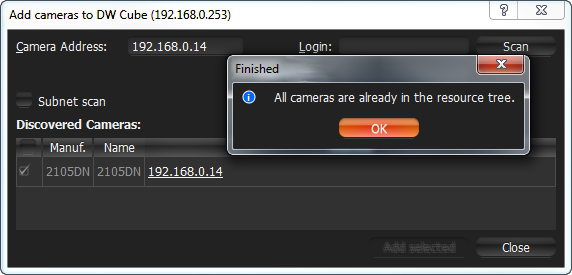 Add cameras to DW Cube (192.168.0.253)
Camera Address: 192.168.0.14 Login: Scan
Finished
All cameras are already in the resource tree.
OK
Subnet scan
Discovered Cameras:
Manuf. Name
2105DN 2105DN 192.168.0.14
Add selected Close